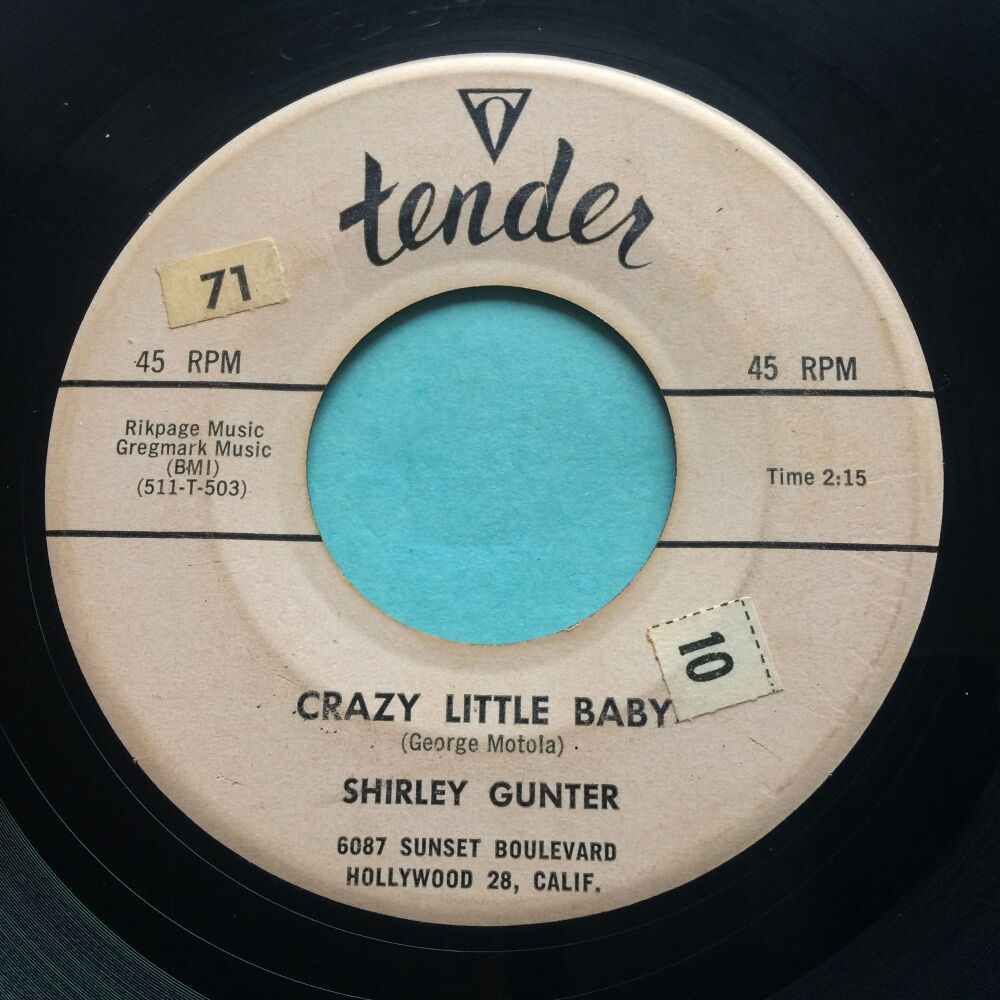 tender
71
45 RPM
45 RPM
Rikpage Music
Gregmark Music
(BMI)
(511-T-503)
Time 2:15
10
CRAZY LITTLE BABY
(George Motola)
SHIRLEY GUNTER
6087 SUNSET BOULEVARD
HOLLYWOOD 28, CALIF.